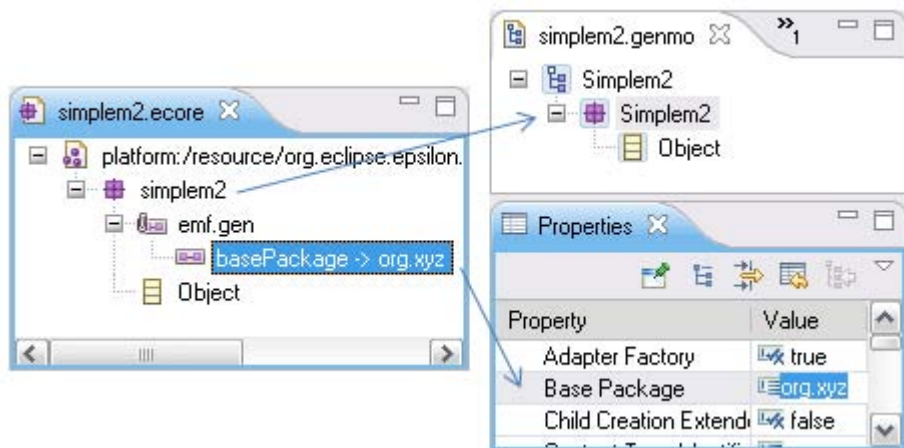 simplem2.ecore
platform:/resource/org.eclipse.epsilon.
simplem2
emf.gen
basePackage -> org.xyz
Object
simplem2.genmo
»1
Simplem2
Simplem2
Object
Properties
Property Value
Adapter Factory true
Base Package org.xyz
Child Creation Extend false